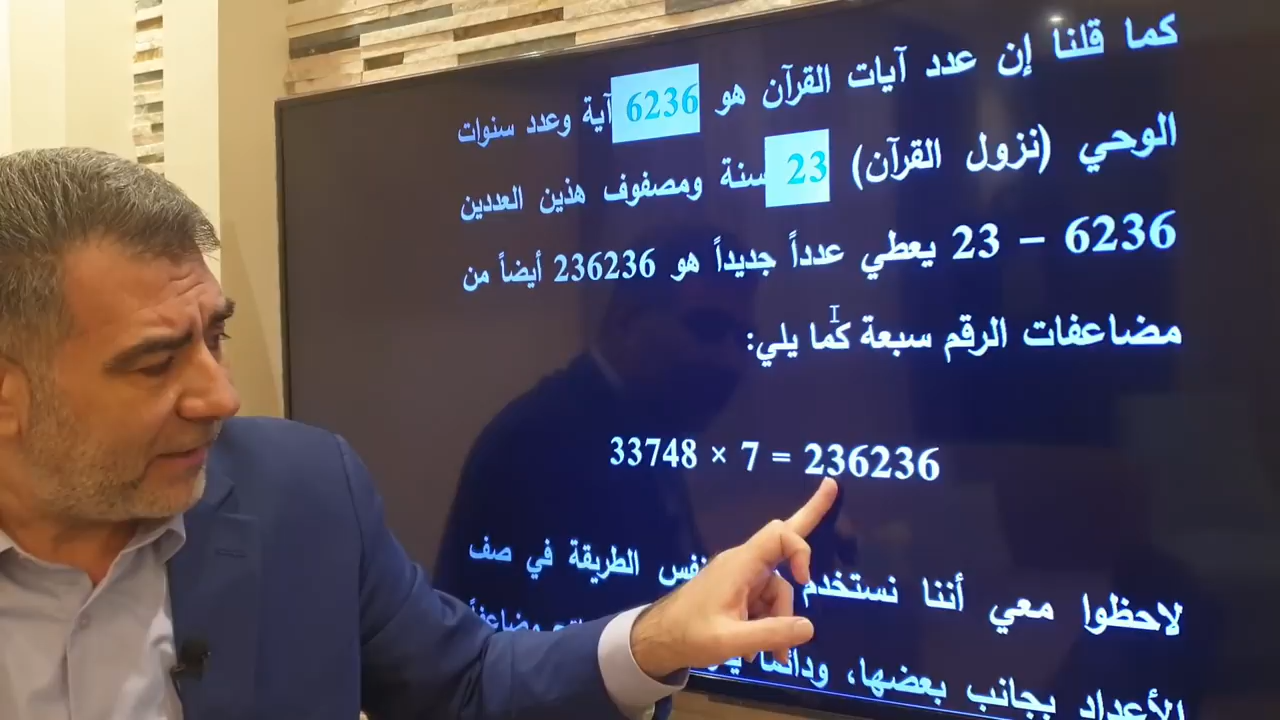 كما قلنا إن عدد آيات القرآن هو 6236 آية وعدد سنوات
الوحي (نزول القرآن) 23 سنة ومصفوف هذين العددين
6236 – 23 يعطي عدداً جديداً هو 236236 أيضاً من
مضاعفات الرقم سبعة كما يلي:
33748 × 7 = 236236
لاحظوا معي أننا نستخدم نفس الطريقة في صف
الأعداد بجانب بعضها، ودائماً